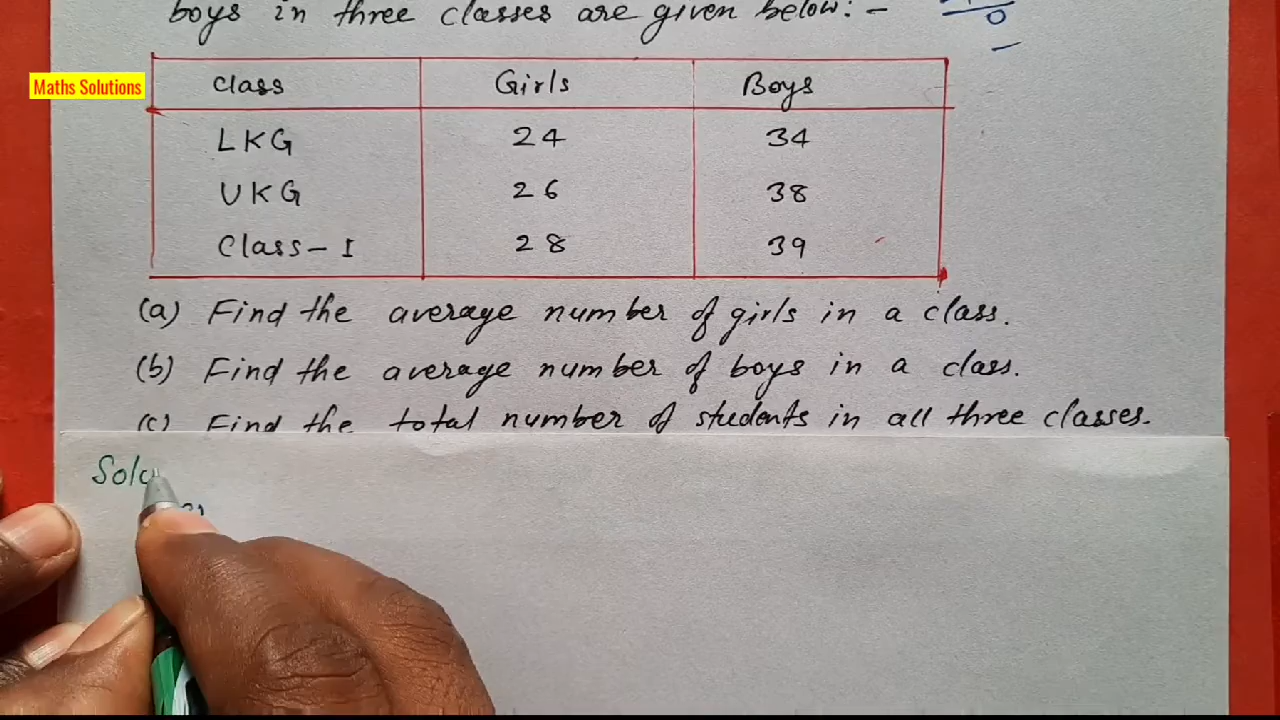 boys in three classes are given below:-
0
Maths Solutions
Class Girls Boys
LKG 24 34
UKG 26 38
Class-I 28 39
(a) Find the average number of girls in a class.
(b) Find the average number of boys in a class.
(c) Find the total number of students in all three classes.